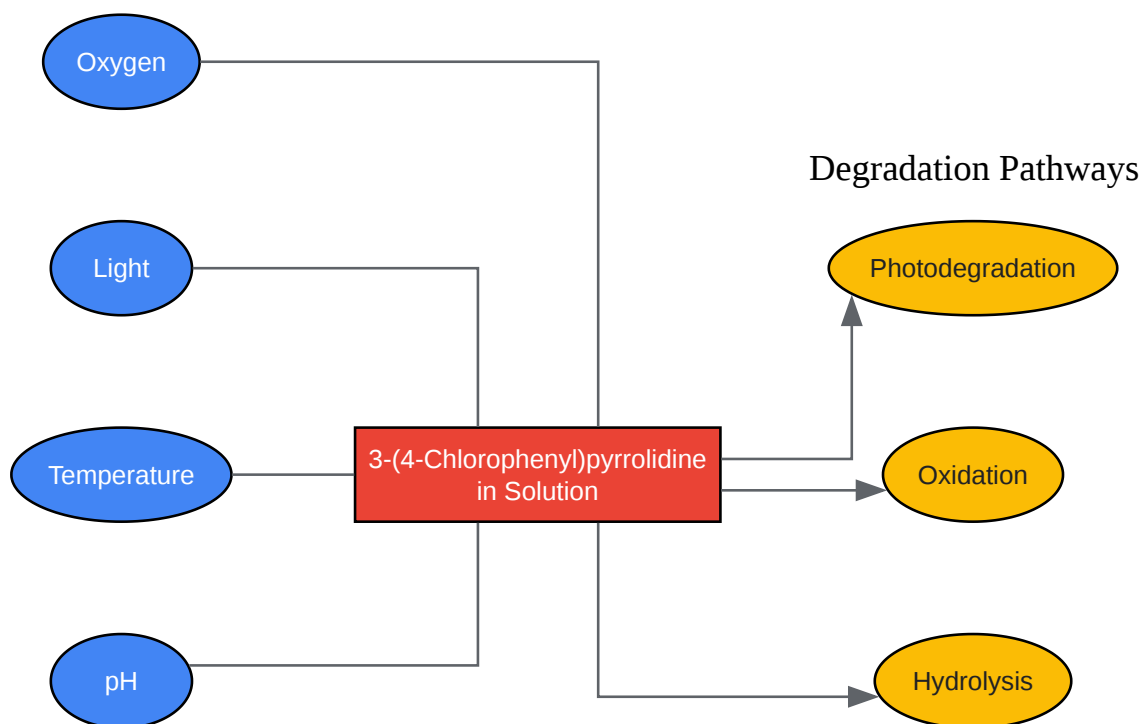 Oxygen
Degradation Pathways
Light
Photodegradation
Temperature
3-(4-Chlorophenyl)pyrrolidine
in Solution
Oxidation
pH
Hydrolysis